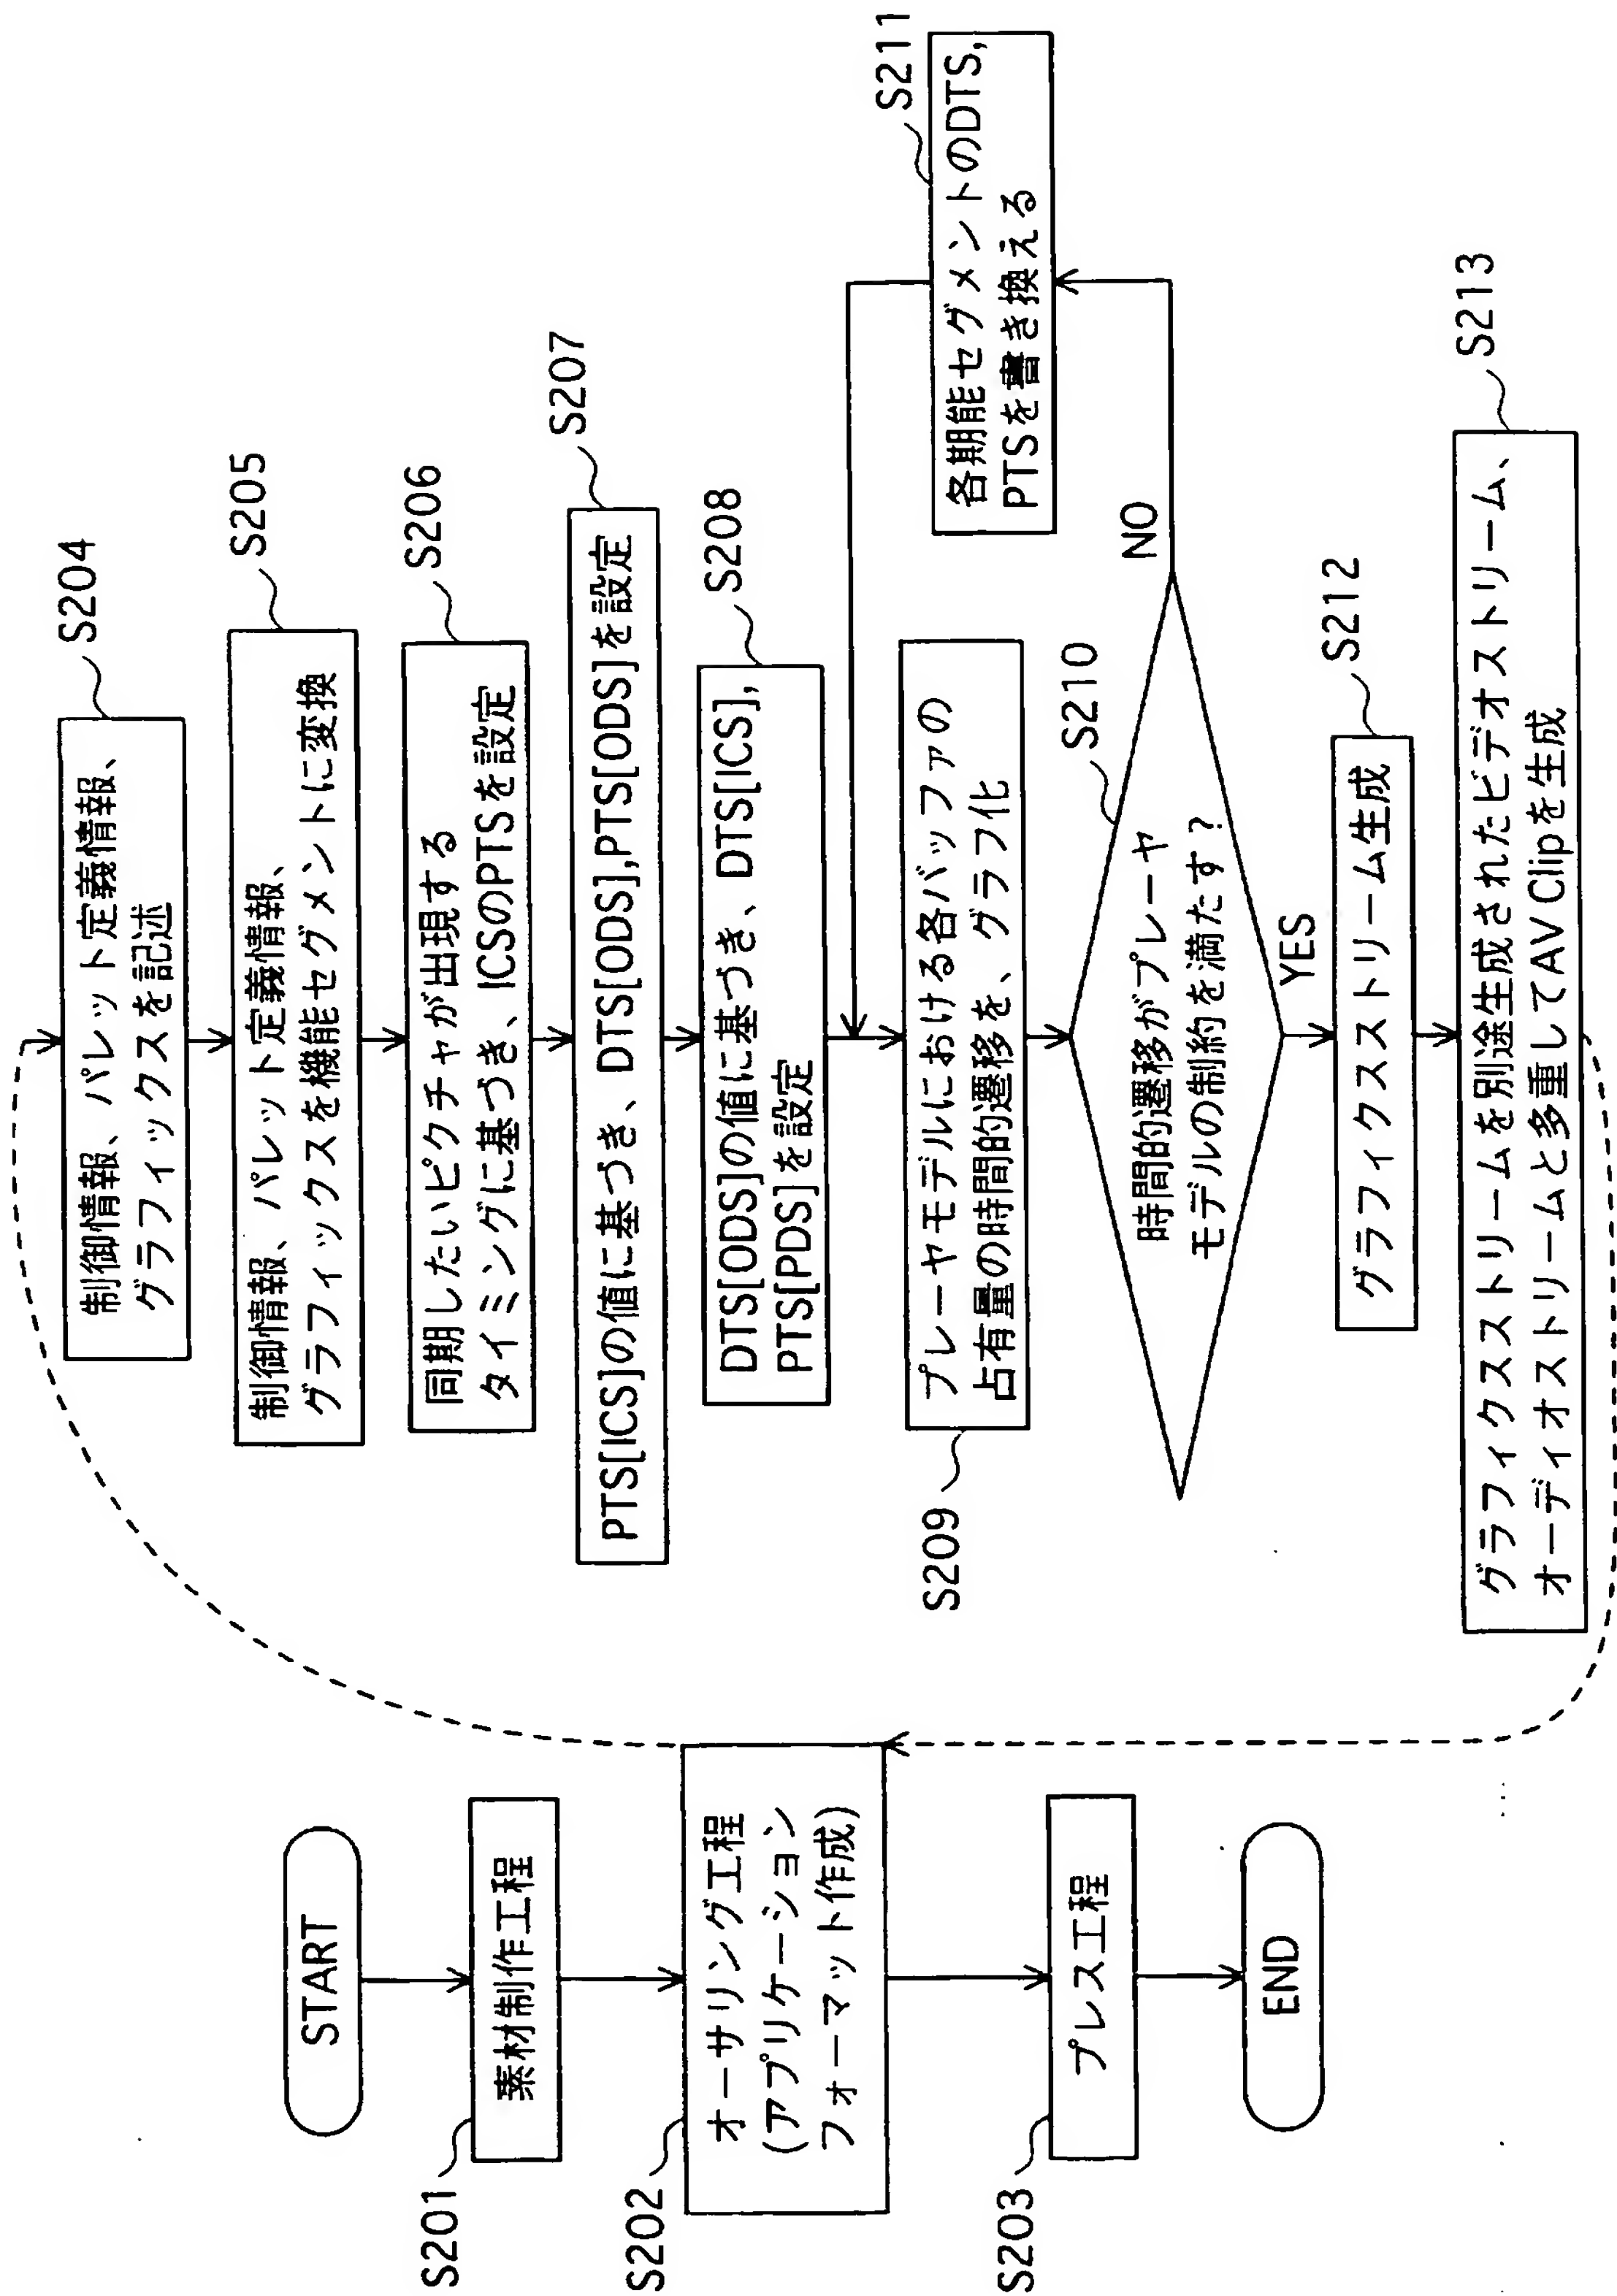 START
S201
素材制作工程
S202
オーサリング工程
(アプリケーション
フォーマット作成)
S203
プレス工程
END
S204
制御情報、パレット定義情報、
グラフィックスを記述
S205
制御情報、パレット定義情報、
グラフィックスを機能セグメントに変換
S206
同期したいピクチャが出現する
タイミングに基づき、ICSのPTSを設定
S207
PTS[ICS]の値に基づき、DTS[ODS],PTS[ODS]を設定
S208
DTS[ODS]の値に基づき、DTS[ICS],
PTS[PDS]を設定
S209
プレーヤモデルにおける各バッファの
占有量の時間的遷移を、グラフ化
S210
時間的遷移がプレーヤ
モデルの制約を満たす？
NO
YES
S211
各期能セグメントのDTS,
PTSを書き換える
S212
グラフィクスストリーム生成
S213
グラフィクスストリームを別途生成されたビデオストリーム、
オーディオストリームと多重してAV Clipを生成